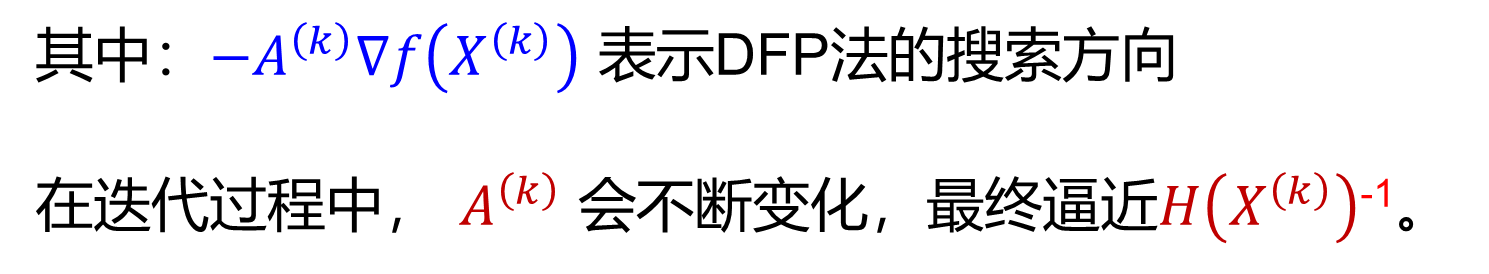 其中：$-A^{(k)}\nabla f(X^{(k)})$ 表示DFP法的搜索方向
在迭代过程中， $A^{(k)}$ 会不断变化，最终逼近$H(X^{(k)})^{-1}$。